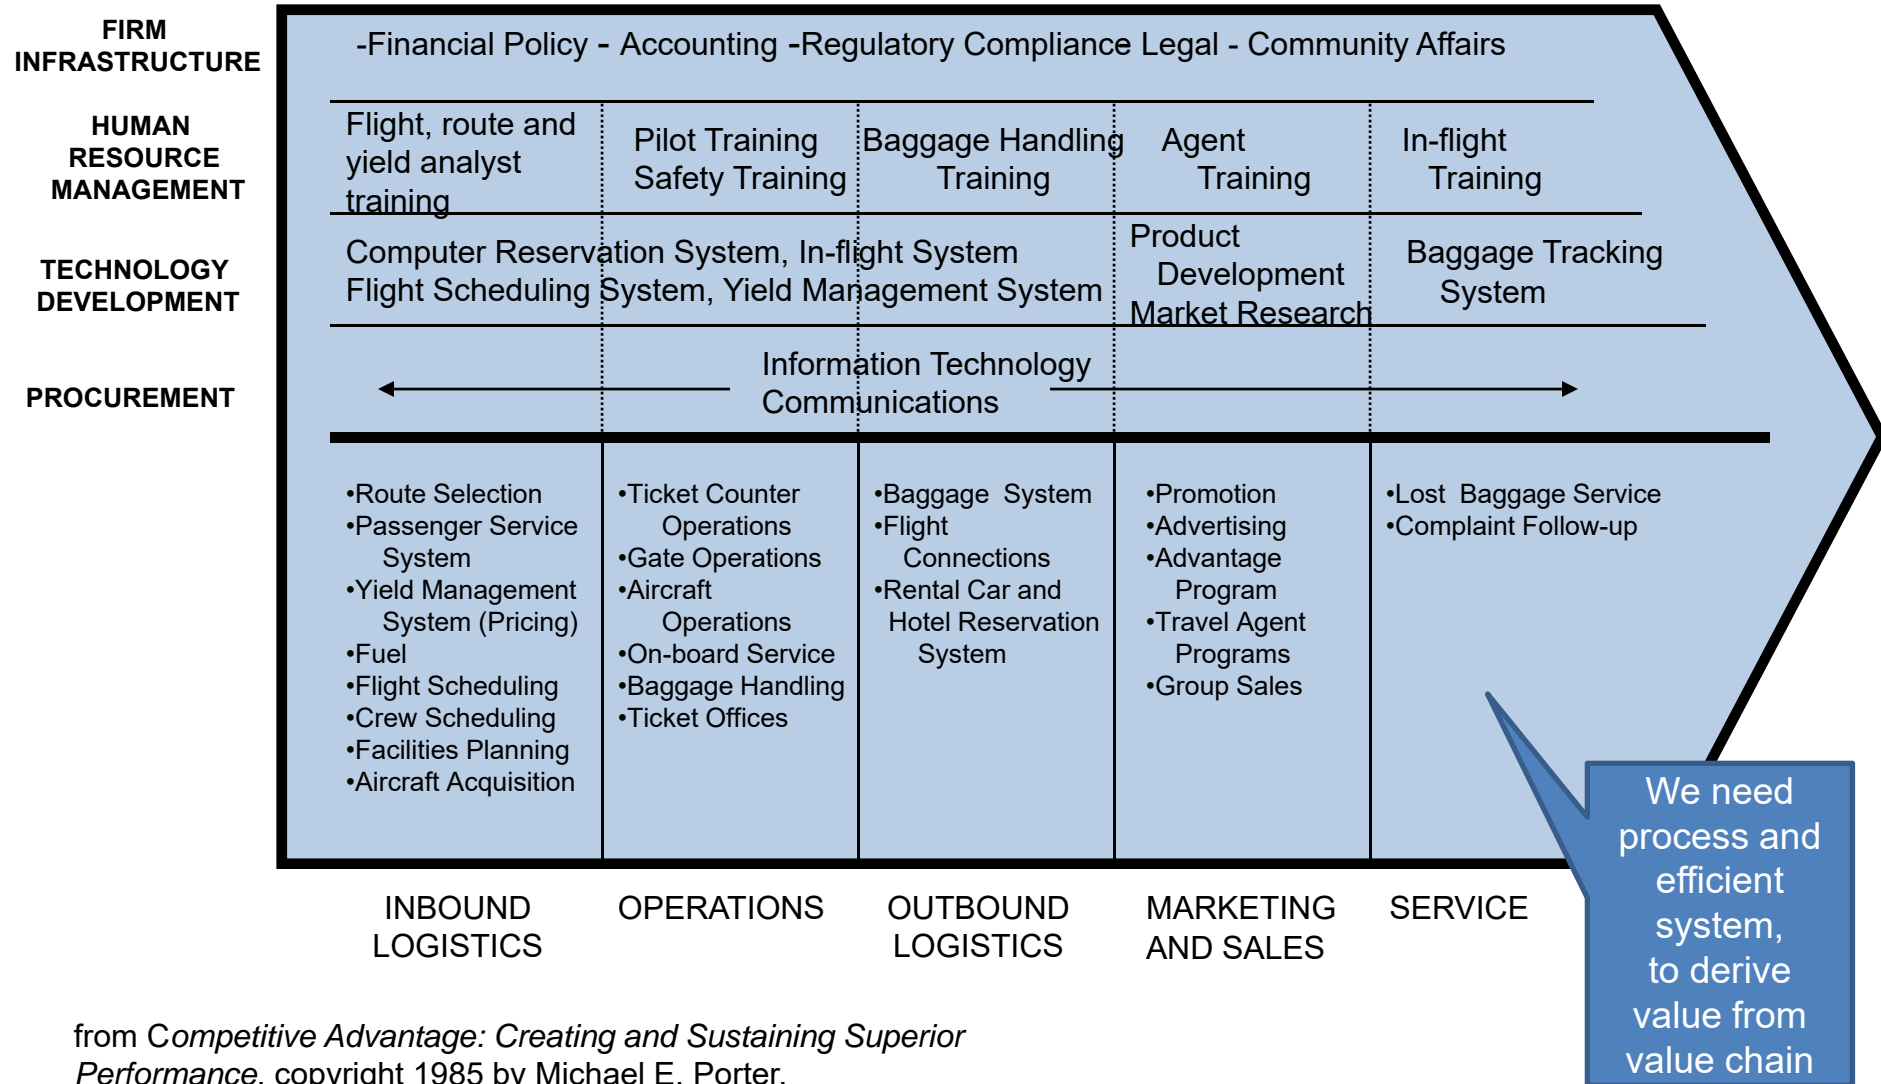 FIRM
INFRASTRUCTURE
-Financial Policy - Accounting -Regulatory Compliance Legal - Community Affairs
HUMAN
RESOURCE
MANAGEMENT
Flight, route and
yield analyst
training
Pilot Training
Safety Training
Baggage Handling
Training
Agent
Training
In-flight
Training
TECHNOLOGY
DEVELOPMENT
Computer Reservation System, In-flight System
Flight Scheduling System, Yield Management System
Product
Development
Market Research
Baggage Tracking
System
PROCUREMENT
Information Technology
Communications
•Route Selection
•Passenger Service
System
•Yield Management
System (Pricing)
•Fuel
•Flight Scheduling
•Crew Scheduling
•Facilities Planning
•Aircraft Acquisition
•Ticket Counter
Operations
•Gate Operations
•Aircraft
Operations
•On-board Service
•Baggage Handling
•Ticket Offices
•Baggage System
•Flight
Connections
•Rental Car and
Hotel Reservation
System
•Promotion
•Advertising
•Advantage
Program
•Travel Agent
Programs
•Group Sales
•Lost Baggage Service
•Complaint Follow-up
INBOUND
LOGISTICS
OPERATIONS
OUTBOUND
LOGISTICS
MARKETING
AND SALES
SERVICE
We need
process and
efficient
system,
to derive
value from
value chain
from Competitive Advantage: Creating and Sustaining Superior
Performance, copyright 1985 by Michael E. Porter.